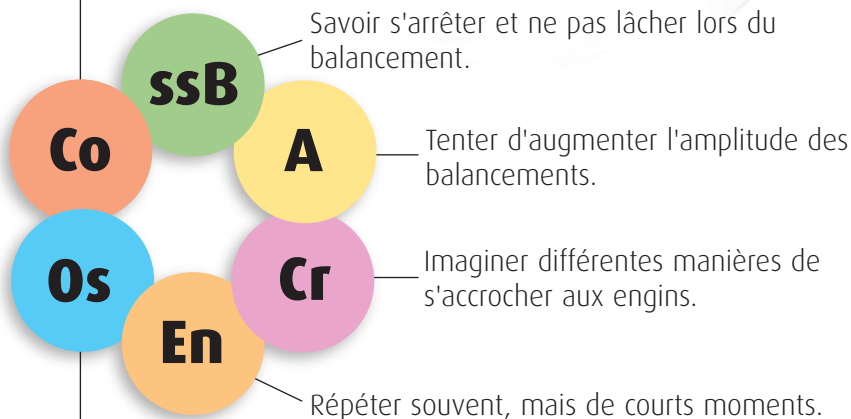 Savoir s'arrêter et ne pas lâcher lors du
balancement.
ssB
Co
A
Tenter d'augmenter l'amplitude des
balancements.
Os
Cr
Imaginer différentes manières de
s'accrocher aux engins.
En
Répéter souvent, mais de courts moments.